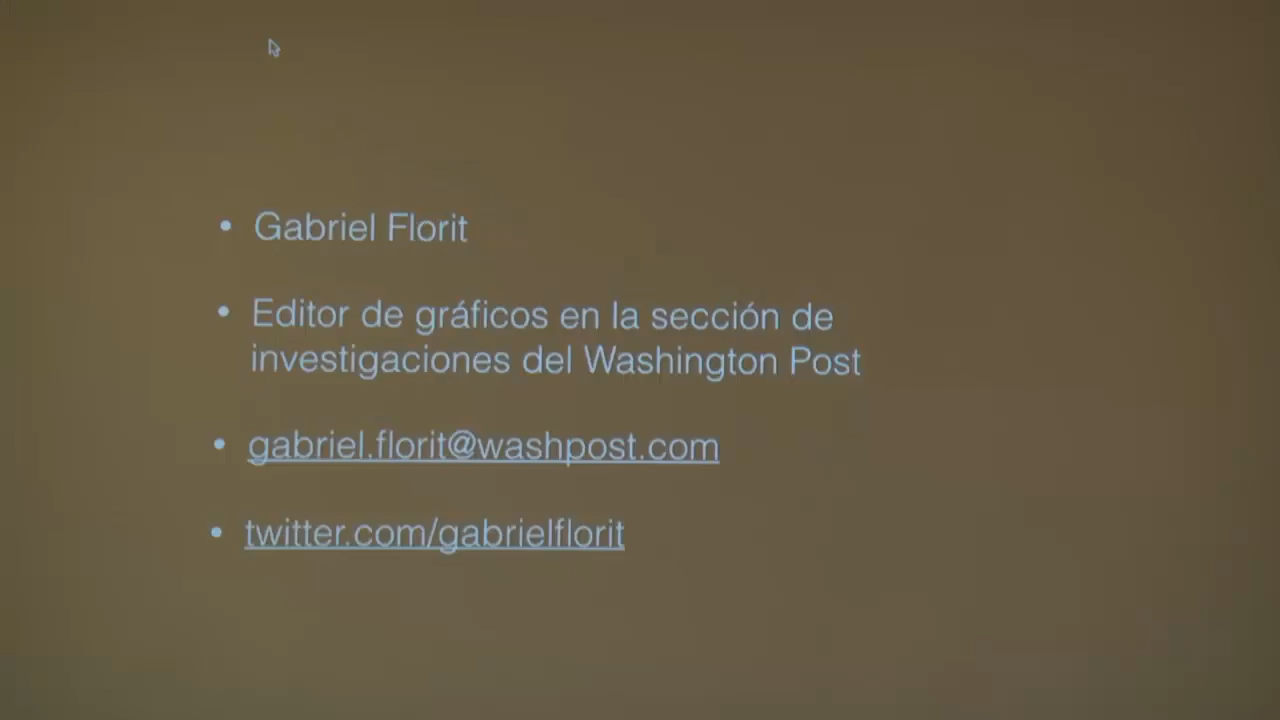 • Gabriel Florit
• Editor de gráficos en la sección de
investigaciones del Washington Post
• gabriel.florit@washpost.com
• twitter.com/gabrielflorit